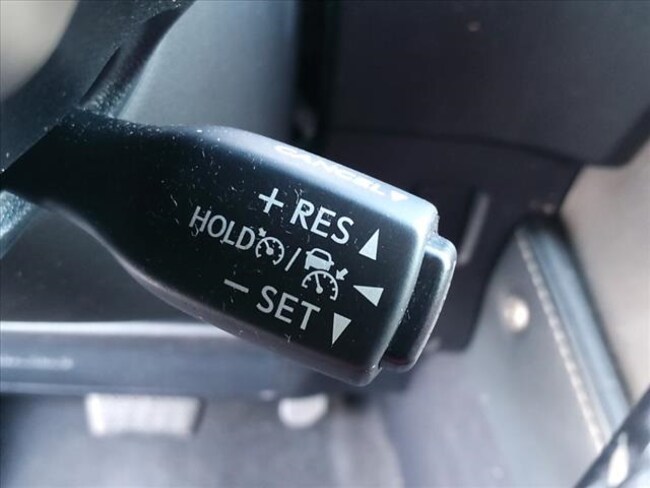 CANCEL
+ RES
HOLD /
- SET